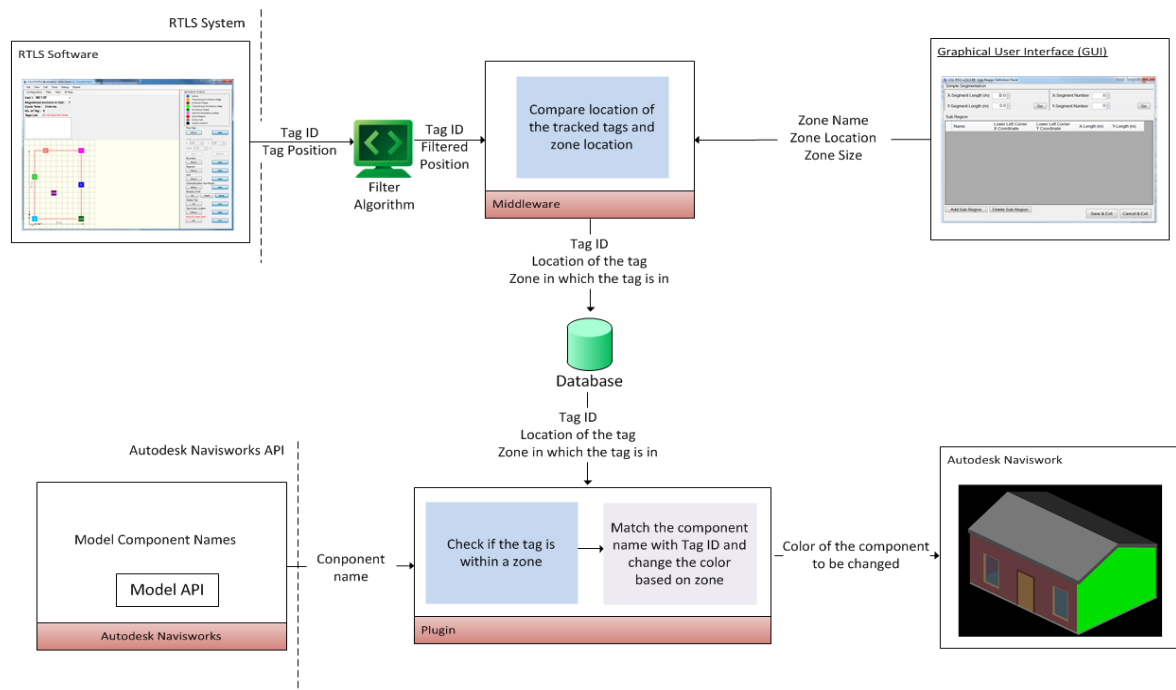 RTLS System
RTLS Software
Graphical User Interface (GUI)
Simple Segmentation
X-Segment Length (m)
X-Segment Number
Y-Segment Length (m)
Go
Y-Segment Number
Go
Sub Region
Name
Lower Left Corner
X Coordinate
Lower Left Corner
Y Coordinate
X-Length (m)
Y-Length (m)
Add Sub Region
Delete Sub Region
Save & Exit
Cancel & Exit
Tag ID
Tag Position
Filter
Algorithm
Tag ID
Filtered
Position
Compare location of
the tracked tags and
zone location
Middleware
Zone Name
Zone Location
Zone Size
Tag ID
Location of the tag
Zone in which the tag is in
Database
Tag ID
Location of the tag
Zone in which the tag is in
Autodesk Navisworks API
Model Component Names
Model API
Autodesk Navisworks
Component
name
Check if the tag is
within a zone
Match the component
name with Tag ID and
change the color
based on zone
Plugin
Color of the component
to be changed
Autodesk Naviswork